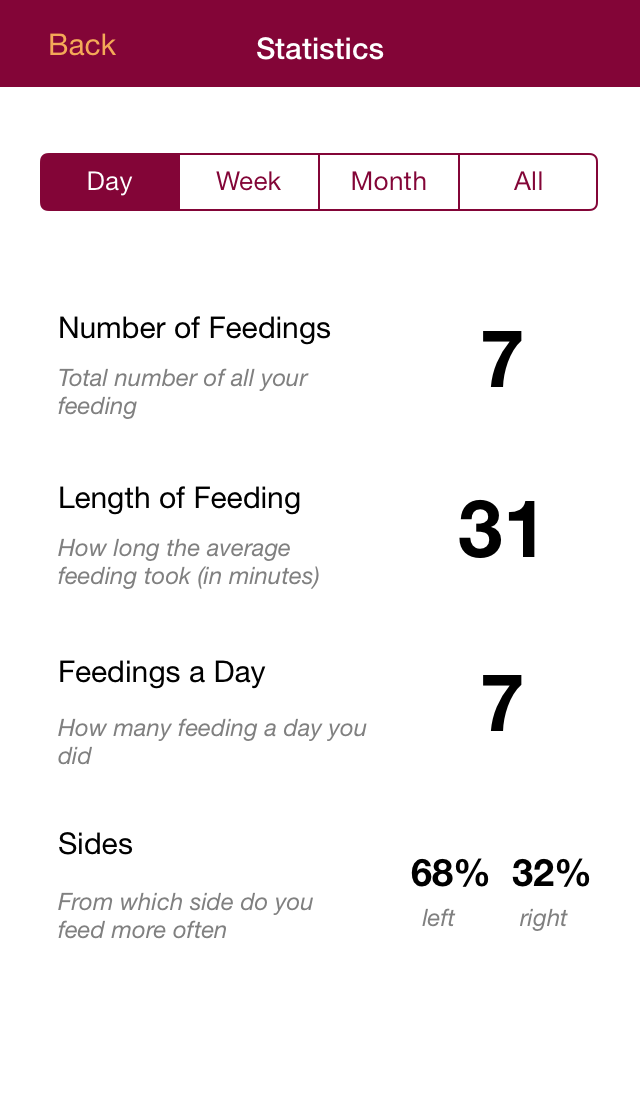 Back
Statistics
Day
Week
Month
All
Number of Feedings
7
Total number of all your
feeding
Length of Feeding
31
How long the average
feeding took (in minutes)
Feedings a Day
7
How many feeding a day you
did
Sides
68% 32%
left right
From which side do you
feed more often